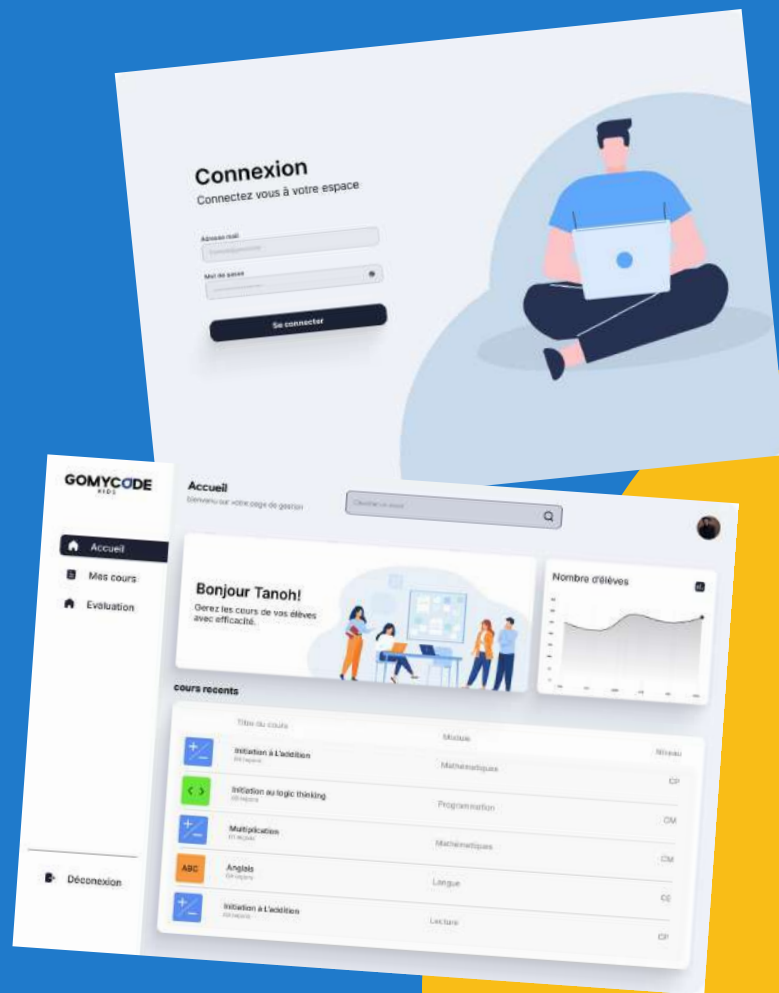 Connexion
Connectez vous à votre espace
Adresse mail
Mot de passe
Se connecter
GOMYCODE
KIDS
Accueil
bienvenu sur votre page de gestion
Accueil
Mes cours
Evaluation
Déconexion
Bonjour Tanoh!
Gerez les cours de vos élèves
avec efficacité.
Nombre d'élèves
cours recents
Titre du cours Module Niveau
Initiation à L'addition Mathématiques CP
Initiation au logic thinking Programmation CM
Multiplication Mathématiques CM
ABC Anglais Langue CE
Initiation à L'addition Lecture CP